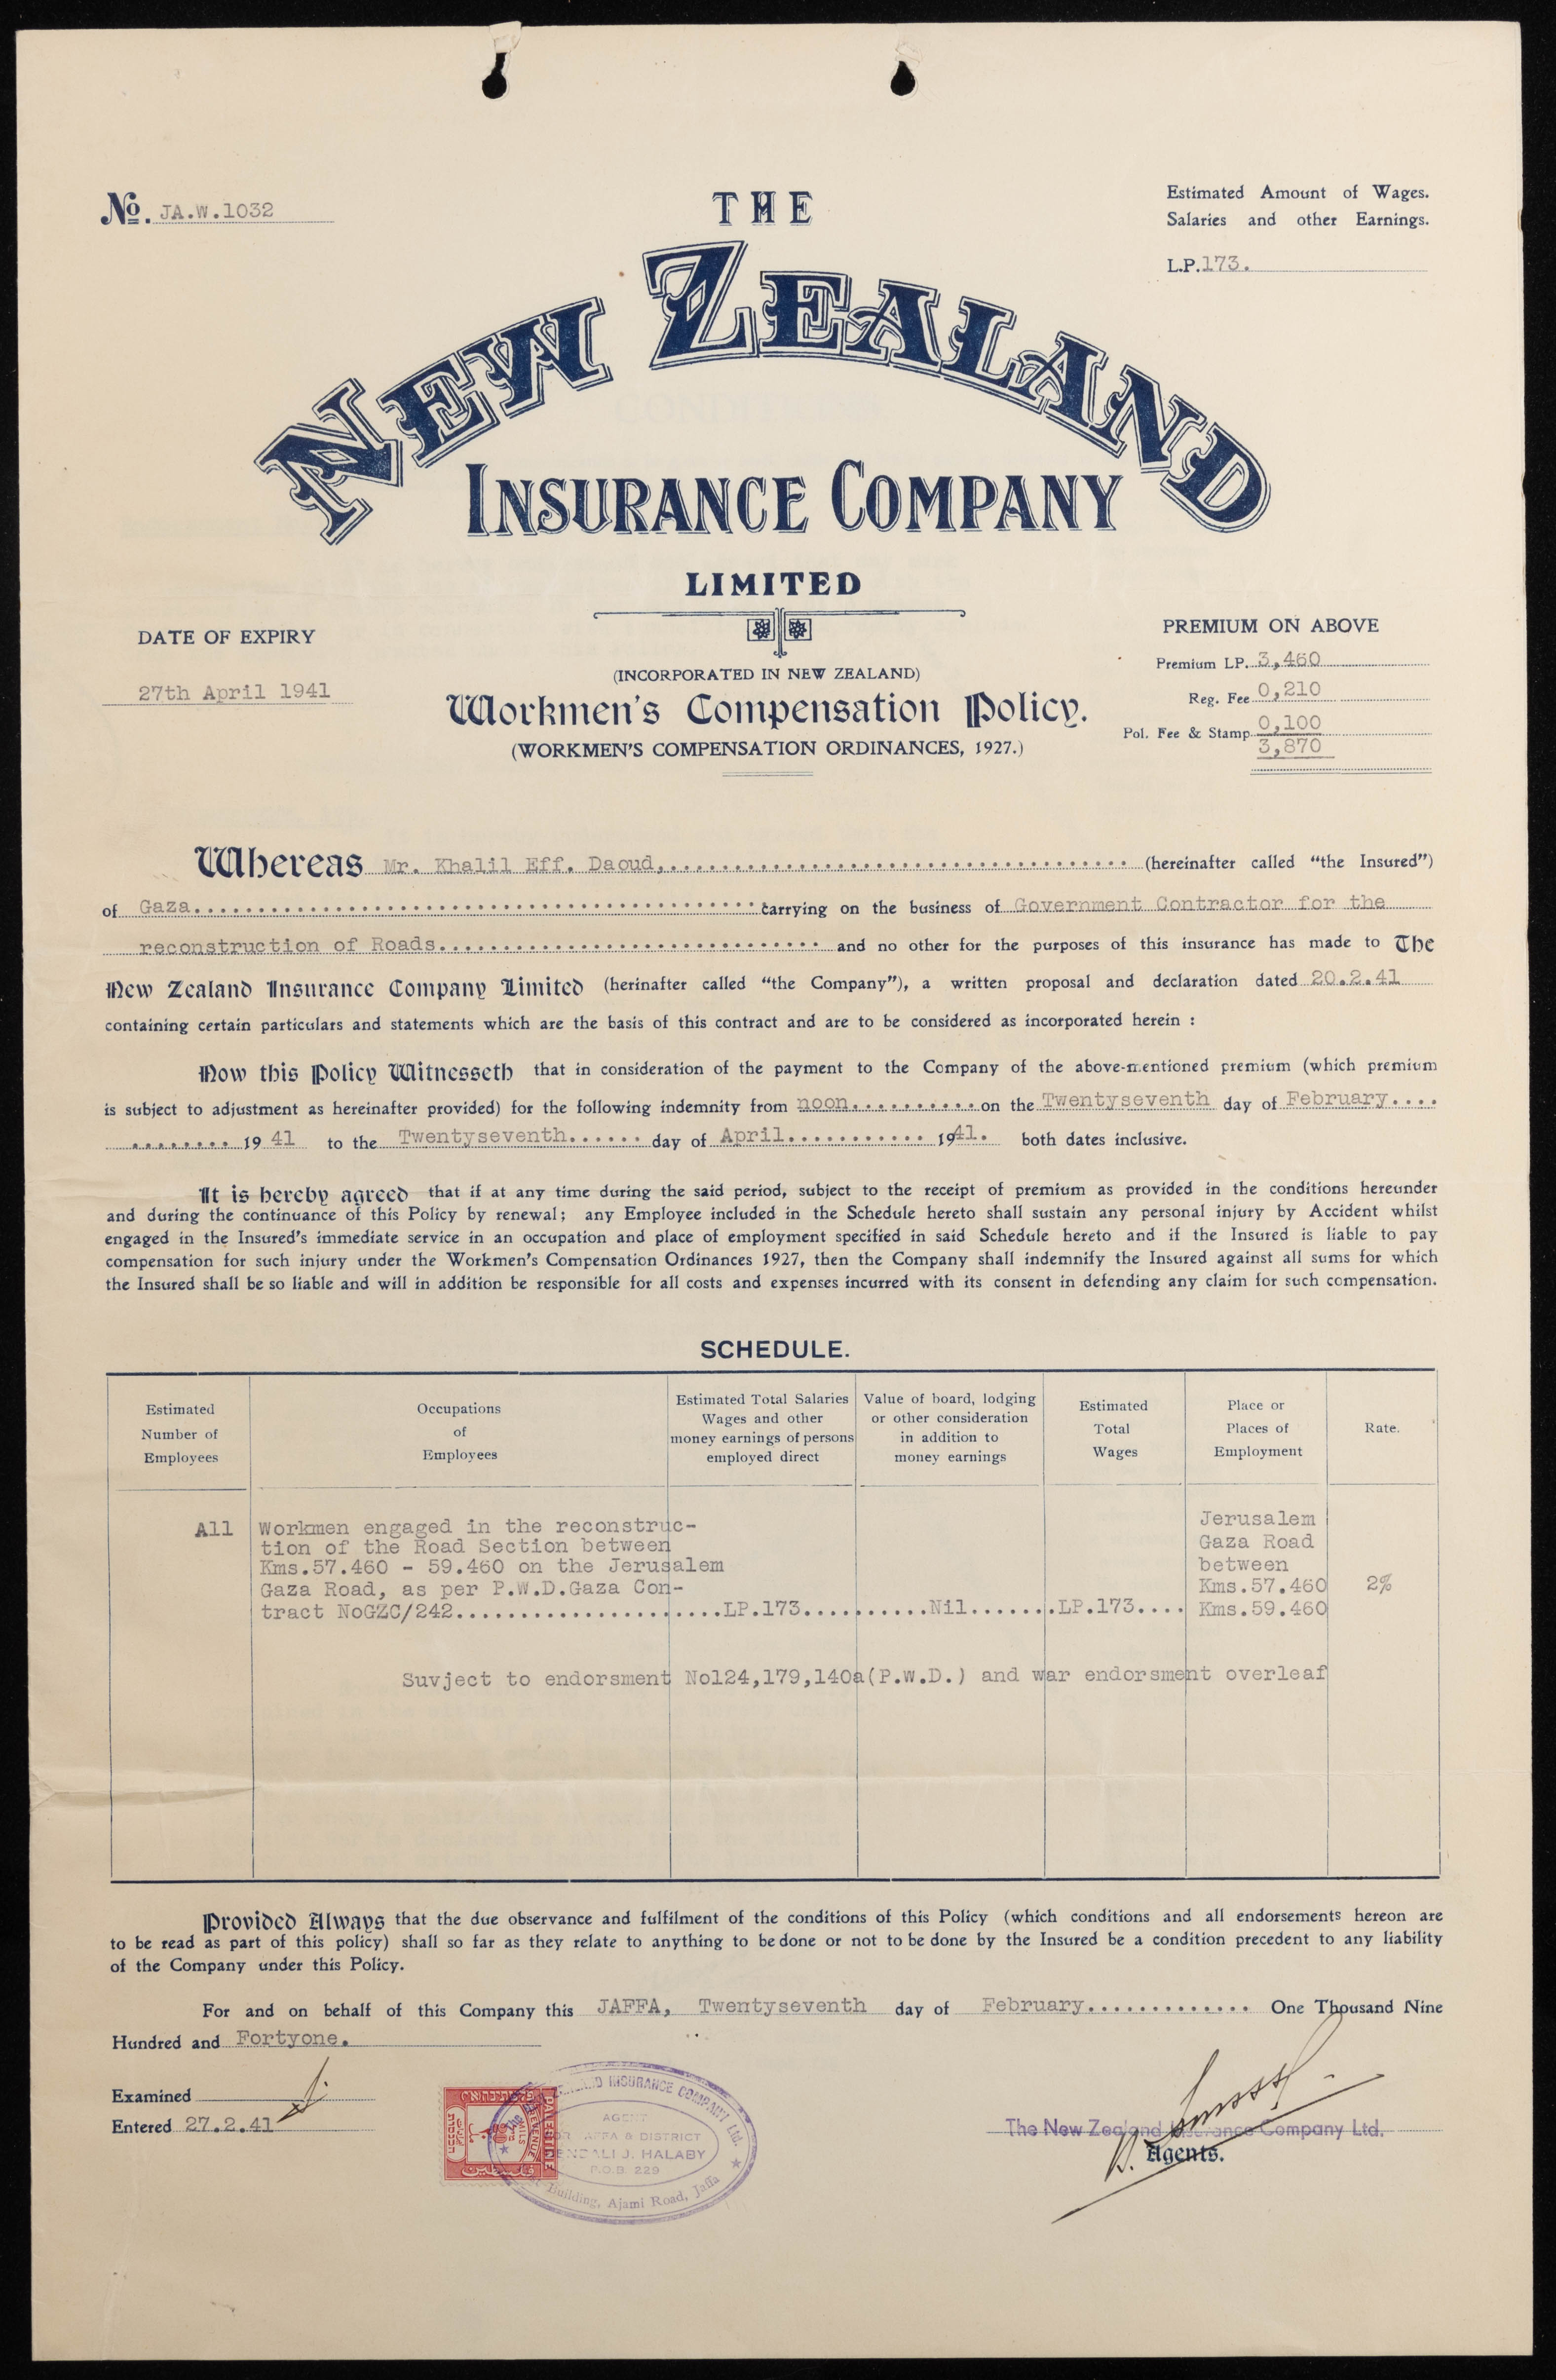 No. JA.W.1032
Estimated Amount of Wages.
Salaries and other Earnings.
L.P.173.
THE
NEW ZEALAND
INSURANCE COMPANY
LIMITED
DATE OF EXPIRY
27th April 1941
(INCORPORATED IN NEW ZEALAND)
Workmen's Compensation Policy.
(WORKMEN'S COMPENSATION ORDINANCES, 1927.)
PREMIUM ON ABOVE
Premium LP. 3,460
Reg. Fee 0,210
Pol. Fee & Stamp 0,100
3,870
Whereas Mr. Khalil Eff. Daoud,.................................... (hereinafter called "the Insured")
of Gaza............................................ carrying on the business of Government Contractor for the
reconstruction of Roads.............................. and no other for the purposes of this insurance has made to The
New Zealand Insurance Company Limited (herinafter called "the Company"), a written proposal and declaration dated 20.2.41
containing certain particulars and statements which are the basis of this contract and are to be considered as incorporated herein :
Now this Policy Witnesseth that in consideration of the payment to the Company of the above-mentioned premium (which premium
is subject to adjustment as hereinafter provided) for the following indemnity from noon.......... on the Twentyseventh day of February....
........ 19 41 to the Twentyseventh...... day of April........... 1941. both dates inclusive.
It is hereby agreed that if at any time during the said period, subject to the receipt of premium as provided in the conditions hereunder
and during the continuance of this Policy by renewal; any Employee included in the Schedule hereto shall sustain any personal injury by Accident whilst
engaged in the Insured's immediate service in an occupation and place of employment specified in said Schedule hereto and if the Insured is liable to pay
compensation for such injury under the Workmen's Compensation Ordinances 1927, then the Company shall indemnify the Insured against all sums for which
the Insured shall be so liable and will in addition be responsible for all costs and expenses incurred with its consent in defending any claim for such compensation.
SCHEDULE.
Estimated Number of Employees
Occupations of Employees
Estimated Total Salaries Wages and other money earnings of persons employed direct
Value of board, lodging or other consideration in addition to money earnings
Estimated Total Wages
Place or Places of Employment
Rate.
All
Workmen engaged in the reconstruc-
tion of the Road Section between
Kms.57.460 - 59.460 on the Jerusalem
Gaza Road, as per P.W.D.Gaza Con-
tract NoGZC/242.....................LP.173..........Nil.......LP.173....
Jerusalem
Gaza Road
between
Kms.57.460
Kms.59.460
2%
Suvject to endorsment No124,179,140a(P.W.D.) and war endorsment overleaf
Provided Always that the due observance and fulfilment of the conditions of this Policy (which conditions and all endorsements hereon are
to be read as part of this policy) shall so far as they relate to anything to be done or not to be done by the Insured be a condition precedent to any liability
of the Company under this Policy.
For and on behalf of this Company this JAFFA, Twentyseventh day of February............. One Thousand Nine
Hundred and Fortyone.
Examined
Entered 27.2.41
PALESTINE
REVENUE
MILS
فلسطين
ZEALAND INSURANCE COMPANY Ltd.
AGENT
JAFFA & DISTRICT
J. HALABY
P.O.B. 229
Building, Ajami Road, Jaffa
The New Zealand Insurance Company Ltd.
Agents.